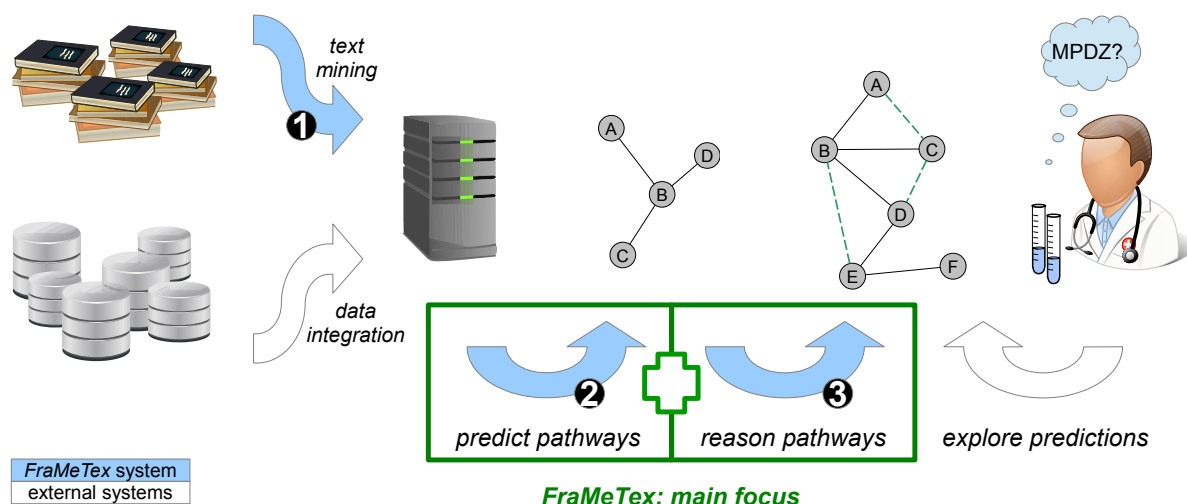 text
mining
1
MPDZ?
A
D
B
C
A
B
C
D
E
F
data
integration
2
3
predict pathways
reason pathways
explore predictions
FraMeTex system
external systems
FraMeTex: main focus